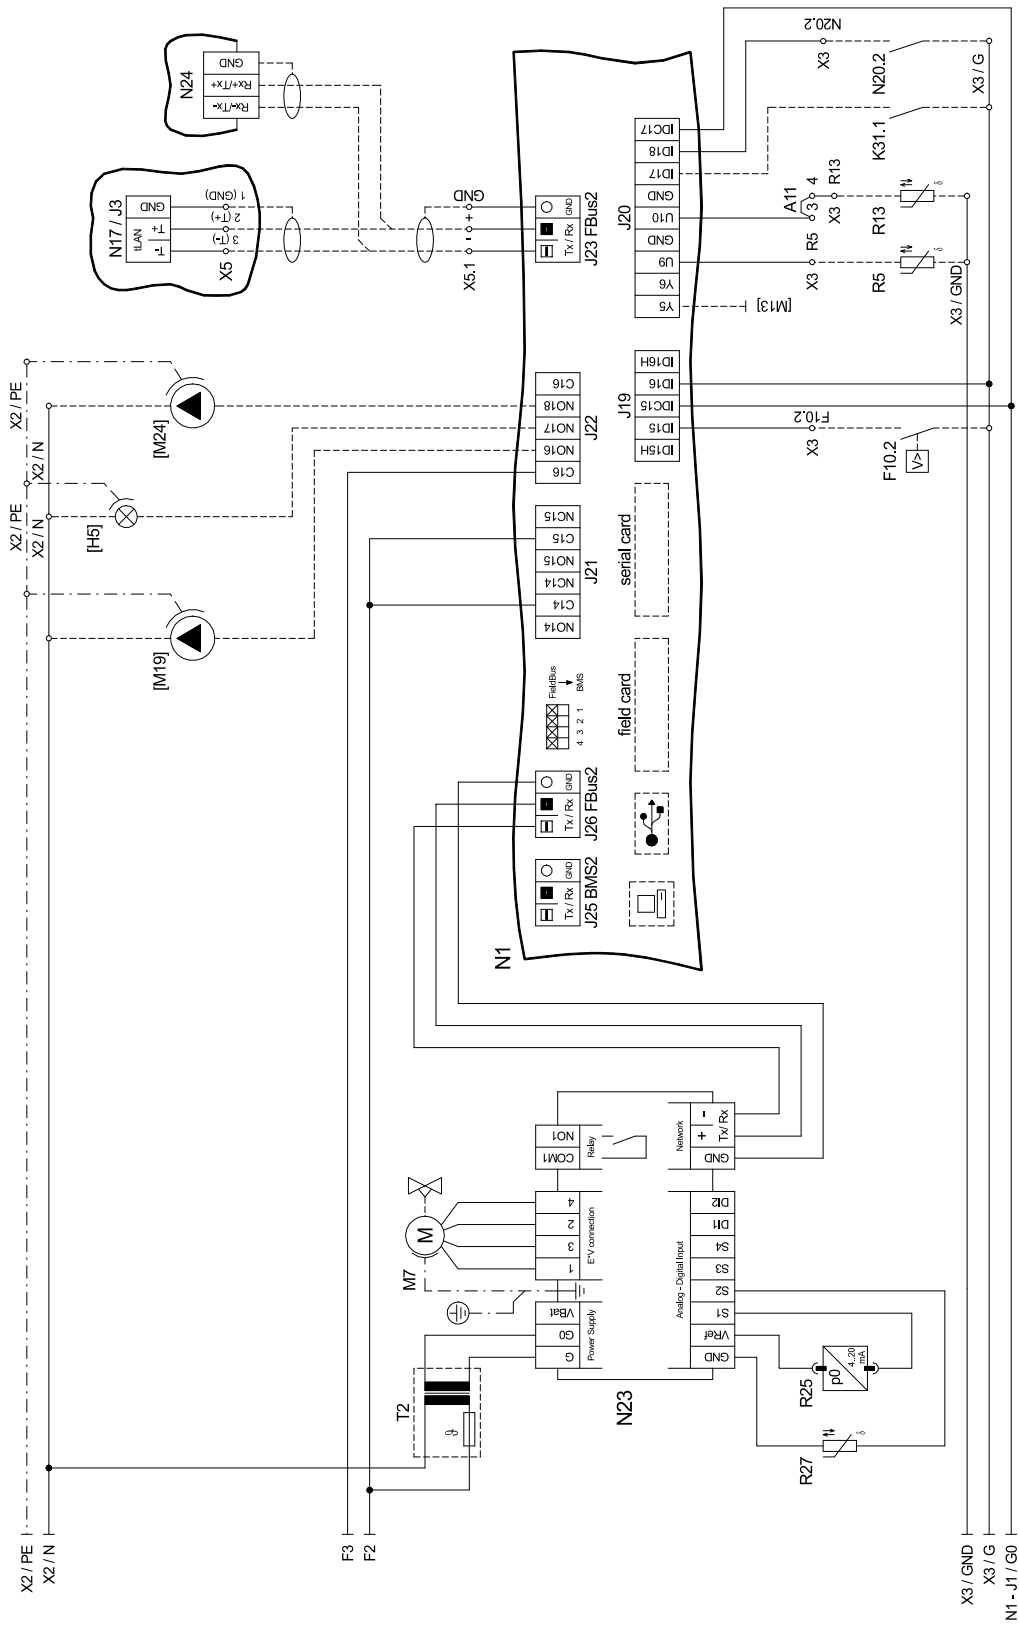 X2 / PE
X2 / N
F3
F2
X3 / GND
X3 / G
N1 - J1 / G0
T2
ϑ
R27
δ
R25
p0
4...20
mA
N23
G
G0
VBat
Power Supply
1
3
2
4
E*V connection
M7
M
COM1
NO1
Relay
GND
VRef
S1
S2
S3
S4
DI1
DI2
Analog - Digital Input
GND
+
-
Tx/ Rx
Network
N1
Tx / Rx
GND
J25 BMS2
Tx / Rx
GND
J26 FBus2
4 3 2 1
FieldBus
BMS
field card
serial card
NO14
C14
NC14
NO15
C15
NC15
J21
C16
NO16
NO17
NO18
C16
J22
[M19]
[H5]
[M24]
X2 / PE
X2 / N
X2 / PE
X2 / N
ID15H
ID15
IDC15
ID16
ID16H
J19
X3
F10.2
F10.2
V>
Y5
Y6
U9
GND
U10
GND
ID17
ID18
IDC17
J20
[M13]
X3
R5
R5
δ
X3 / GND
A11
3
4
X3
R13
R13
δ
K31.1
X3
N20.2
N20.2
X3 / G
Tx / Rx
GND
J23 FBus2
X5.1
-
+
GND
X5
3 (T-)
2 (T+)
1 (GND)
N17 / J3
tLAN
T-
T+
GND
N24
Rx-/Tx-
Rx+/Tx+
GND